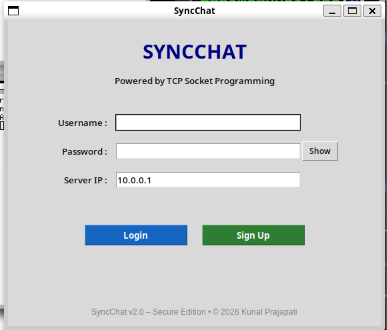 SyncChat
SYNCCHAT
Powered by TCP Socket Programming
Username :
Password :
Show
Server IP :
10.0.0.1
Login
Sign Up
SyncChat v2.0 – Secure Edition • © 2026 Kunal Prajapati